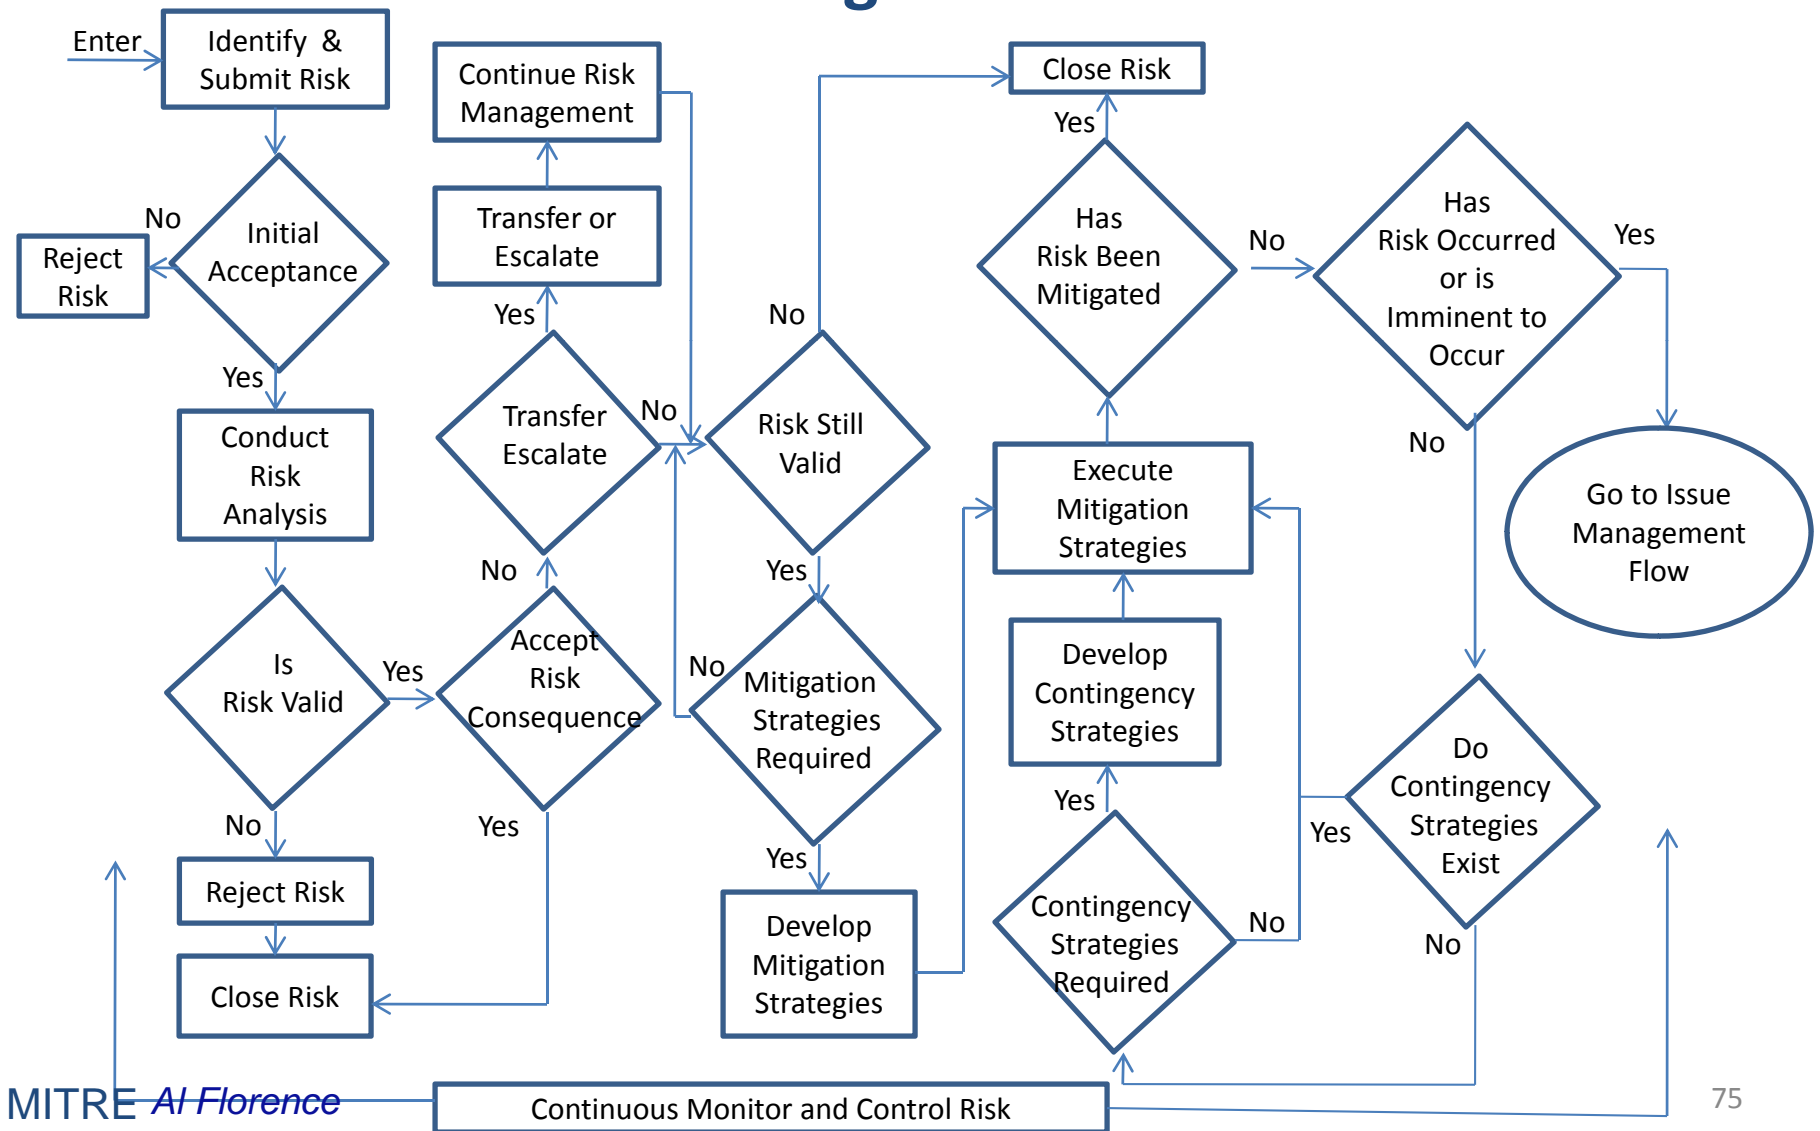 Enter
Identify &
Submit Risk
No
Initial
Acceptance
Reject
Risk
Yes
Conduct
Risk
Analysis
Is
Risk Valid
Yes
No
Reject Risk
Close Risk
Continue Risk
Management
Transfer or
Escalate
Yes
Transfer
Escalate
No
No
Accept
Risk
Consequence
Yes
No
Risk Still
Valid
Yes
No
Mitigation
Strategies
Required
Yes
Develop
Mitigation
Strategies
Close Risk
Yes
Has
Risk Been
Mitigated
No
Execute
Mitigation
Strategies
Develop
Contingency
Strategies
Yes
Contingency
Strategies
Required
No
Has
Risk Occurred
or is
Imminent to
Occur
Yes
No
Go to Issue
Management
Flow
Do
Contingency
Strategies
Exist
Yes
No
MITRE Al Florence
Continuous Monitor and Control Risk
75